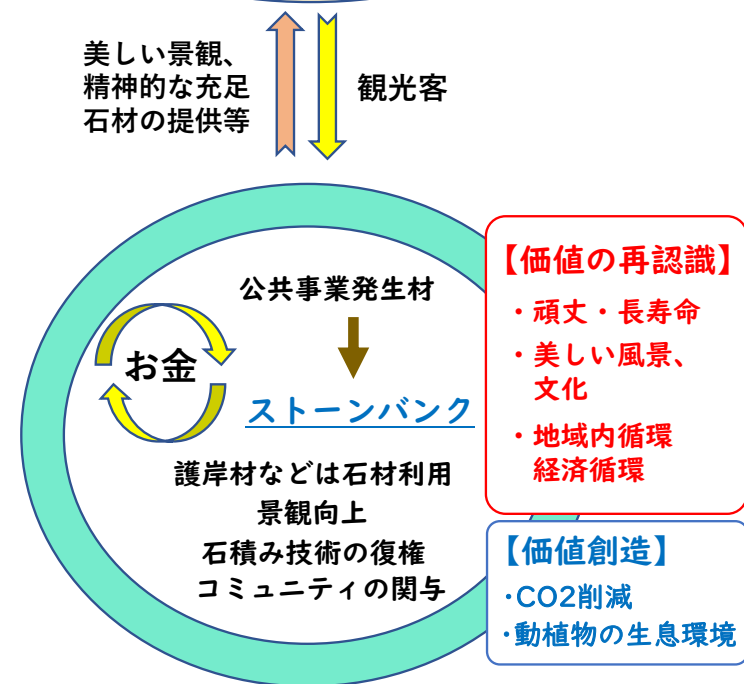 美しい景観、
精神的な充足
石材の提供等
観光客
公共事業発生材
お金
ストーンバンク
護岸材などは石材利用
景観向上
石積み技術の復権
コミュニティの関与
【価値の再認識】
・頑丈・長寿命
・美しい風景、
文化
・地域内循環
経済循環
【価値創造】
・CO2削減
・動植物の生息環境